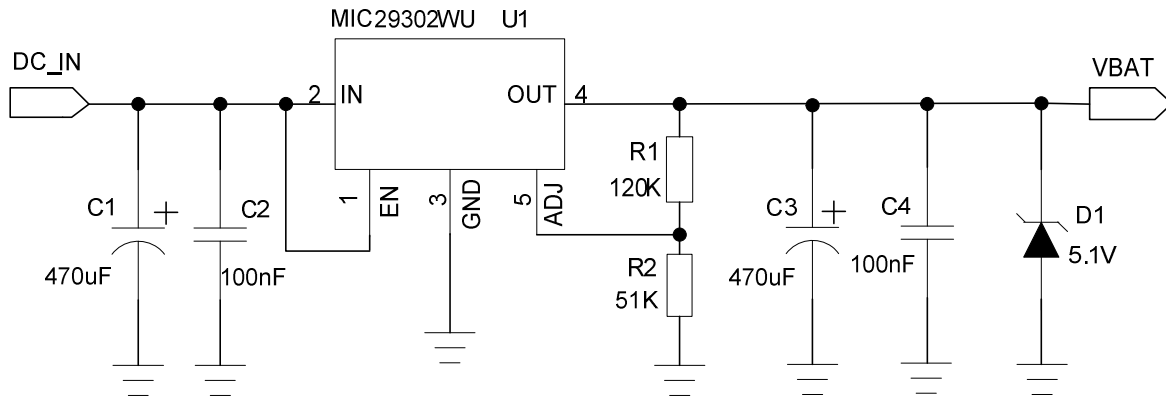 MIC29302WU U1
DC_IN
VBAT
2 IN
OUT 4
1
EN
3
GND
5
ADJ
R1
120K
C1 +
470uF
C2
100nF
R2
51K
C3 +
470uF
C4
100nF
D1
5.1V